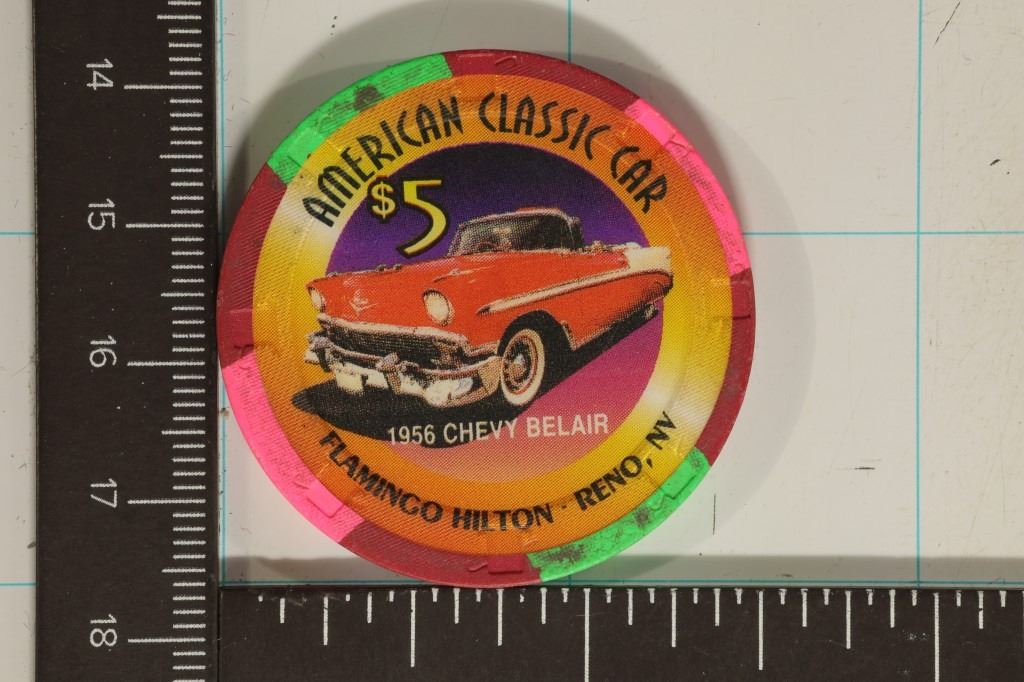 AMERICAN CLASSIC CAR
$5
1956 CHEVY BELAIR
FLAMINGO HILTON · RENO, NV
14
15
16
17
18